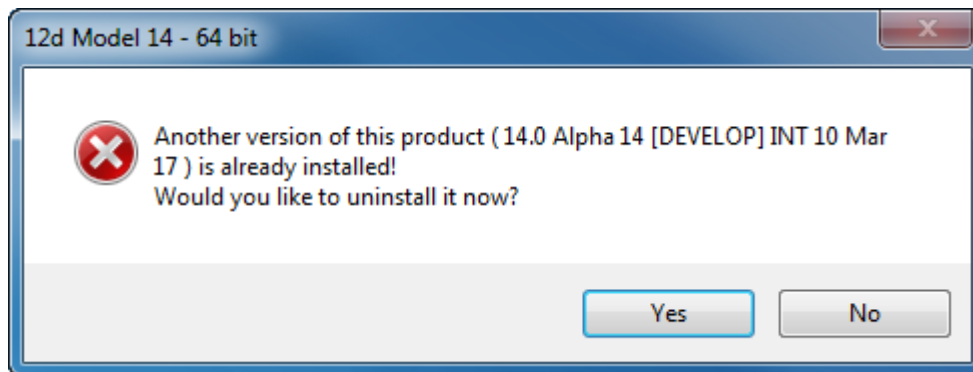 12d Model 14 - 64 bit
Another version of this product ( 14.0 Alpha 14 [DEVELOP] INT 10 Mar
17 ) is already installed!
Would you like to uninstall it now?
Yes No